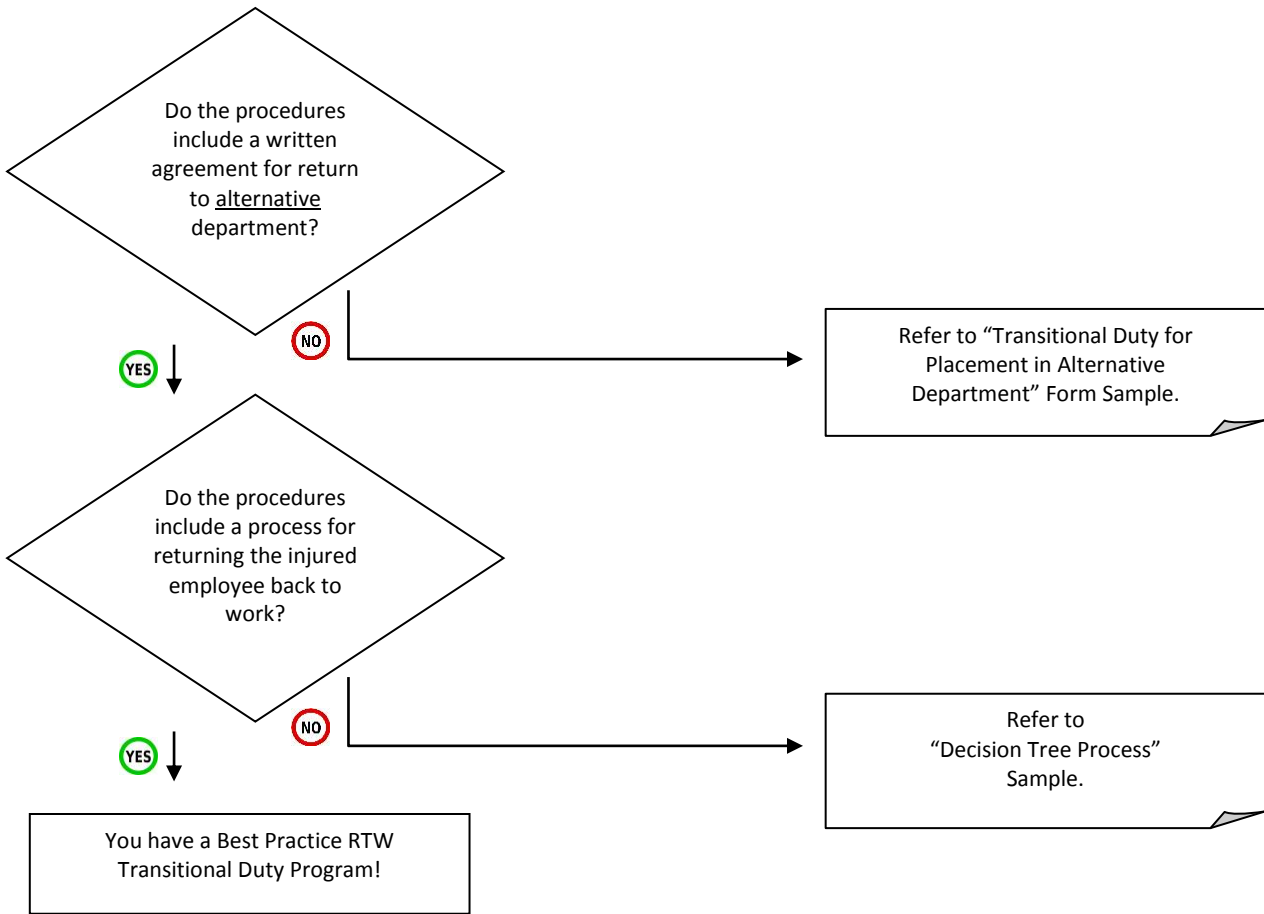 Do the procedures
include a written
agreement for return
to alternative
department?
NO
YES
Refer to “Transitional Duty for
Placement in Alternative
Department” Form Sample.
Do the procedures
include a process for
returning the injured
employee back to
work?
NO
YES
Refer to
“Decision Tree Process”
Sample.
You have a Best Practice RTW
Transitional Duty Program!